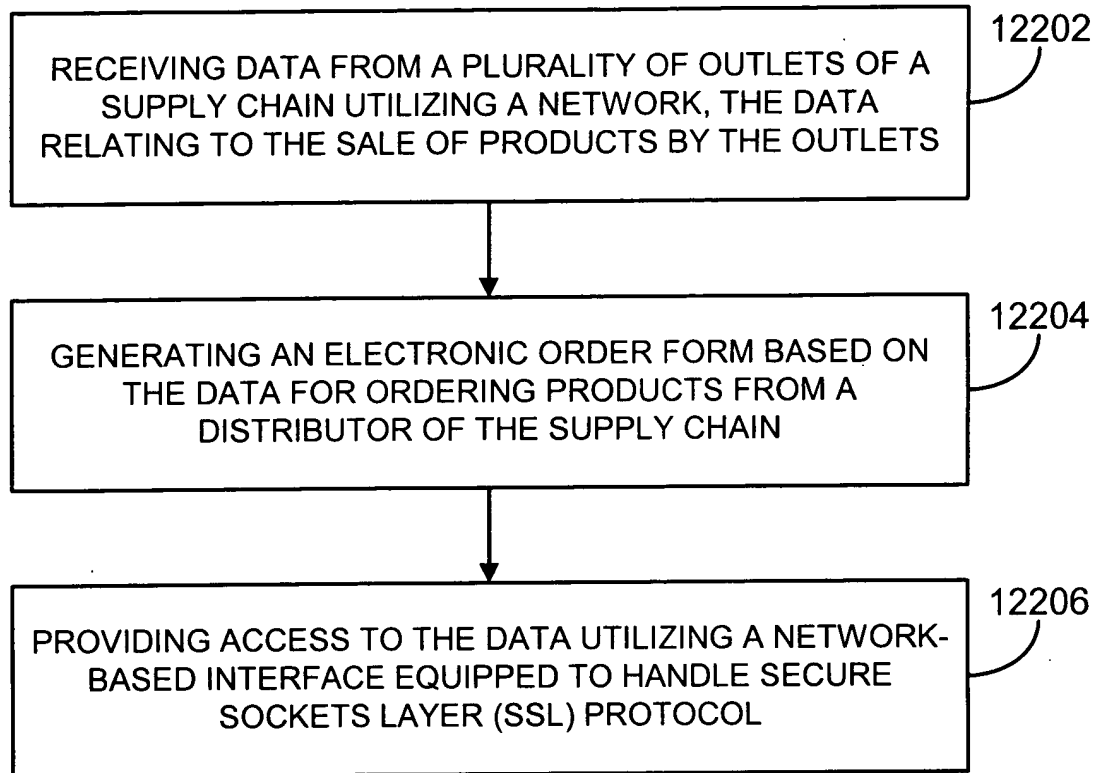 12202
RECEIVING DATA FROM A PLURALITY OF OUTLETS OF A
SUPPLY CHAIN UTILIZING A NETWORK, THE DATA
RELATING TO THE SALE OF PRODUCTS BY THE OUTLETS
12204
GENERATING AN ELECTRONIC ORDER FORM BASED ON
THE DATA FOR ORDERING PRODUCTS FROM A
DISTRIBUTOR OF THE SUPPLY CHAIN
12206
PROVIDING ACCESS TO THE DATA UTILIZING A NETWORK-
BASED INTERFACE EQUIPPED TO HANDLE SECURE
SOCKETS LAYER (SSL) PROTOCOL